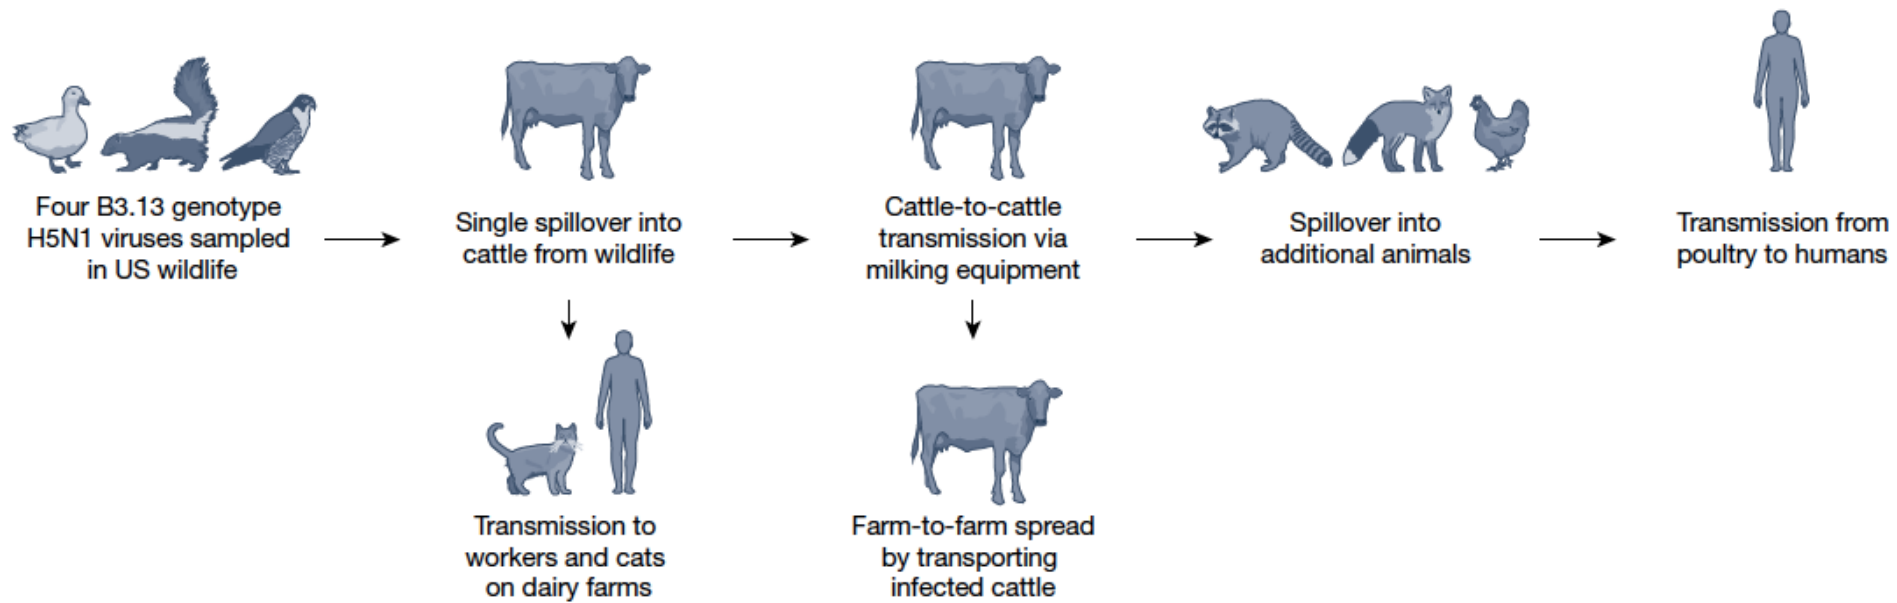 Four B3.13 genotype
H5N1 viruses sampled
in US wildlife
Single spillover into
cattle from wildlife
Cattle-to-cattle
transmission via
milking equipment
Spillover into
additional animals
Transmission from
poultry to humans
Transmission to
workers and cats
on dairy farms
Farm-to-farm spread
by transporting
infected cattle